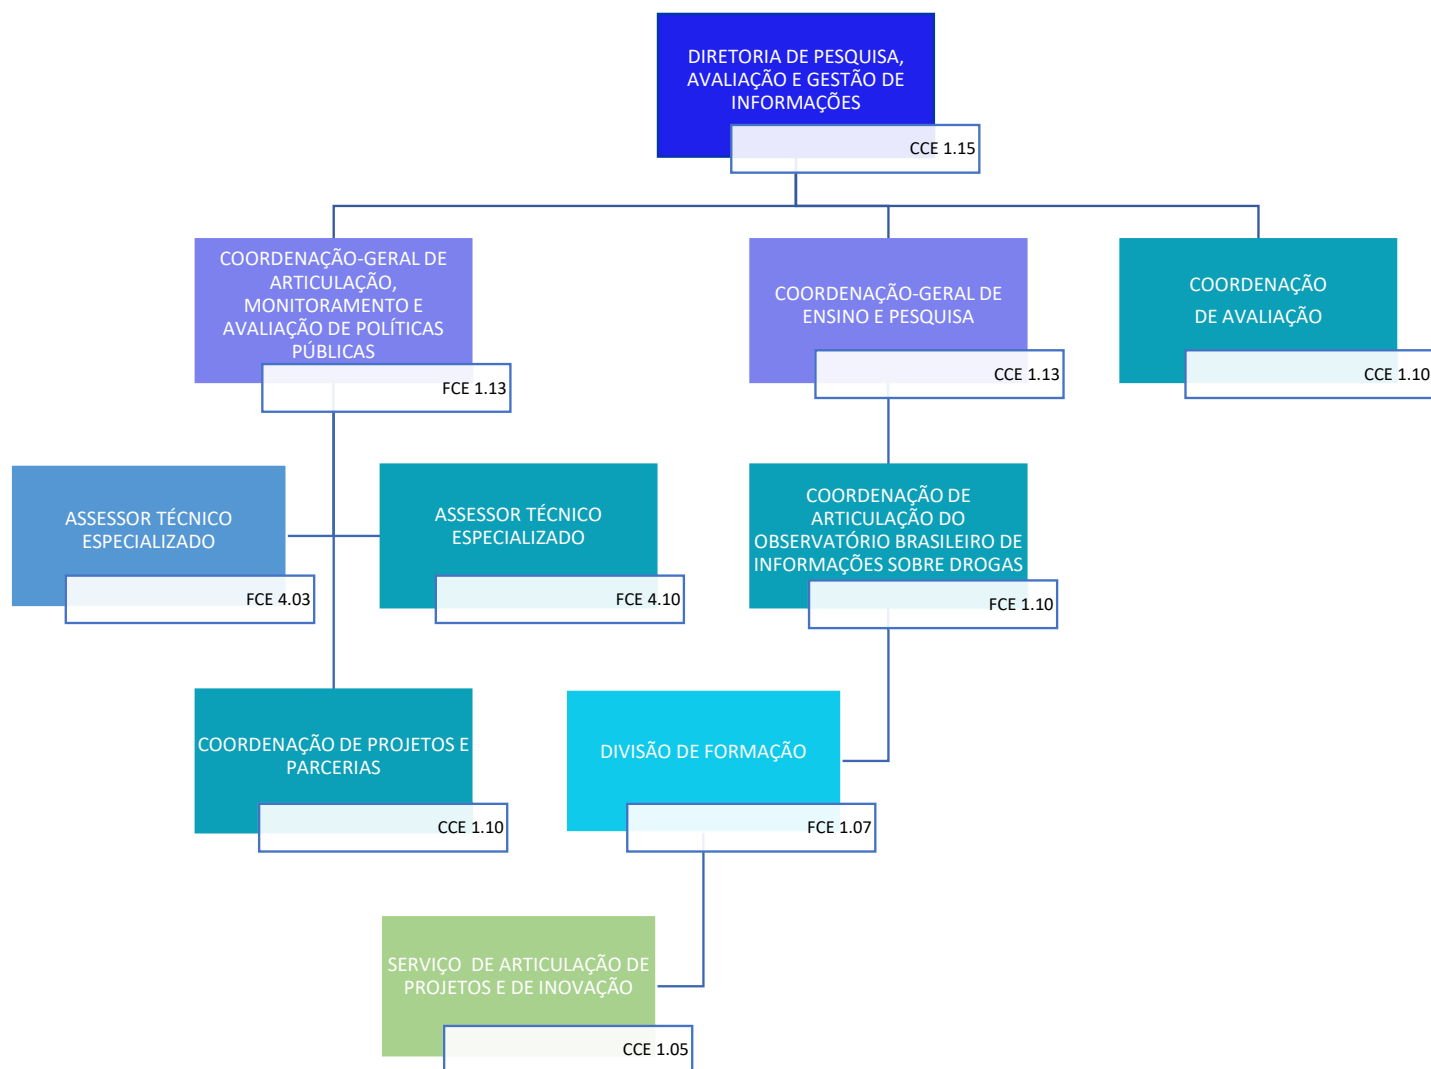 DIRETORIA DE PESQUISA,
AVALIAÇÃO E GESTÃO DE
INFORMAÇÕES
CCE 1.15
COORDENAÇÃO-GERAL DE
ARTICULAÇÃO,
MONITORAMENTO E
AVALIAÇÃO DE POLÍTICAS
PÚBLICAS
FCE 1.13
COORDENAÇÃO-GERAL DE
ENSINO E PESQUISA
CCE 1.13
COORDENAÇÃO
DE AVALIAÇÃO
CCE 1.10
ASSESSOR TÉCNICO
ESPECIALIZADO
FCE 4.03
ASSESSOR TÉCNICO
ESPECIALIZADO
FCE 4.10
COORDENAÇÃO DE
ARTICULAÇÃO DO
OBSERVATÓRIO BRASILEIRO DE
INFORMAÇÕES SOBRE DROGAS
FCE 1.10
COORDENAÇÃO DE PROJETOS E
PARCERIAS
CCE 1.10
DIVISÃO DE FORMAÇÃO
FCE 1.07
SERVIÇO  DE ARTICULAÇÃO DE
PROJETOS E DE INOVAÇÃO
CCE 1.05